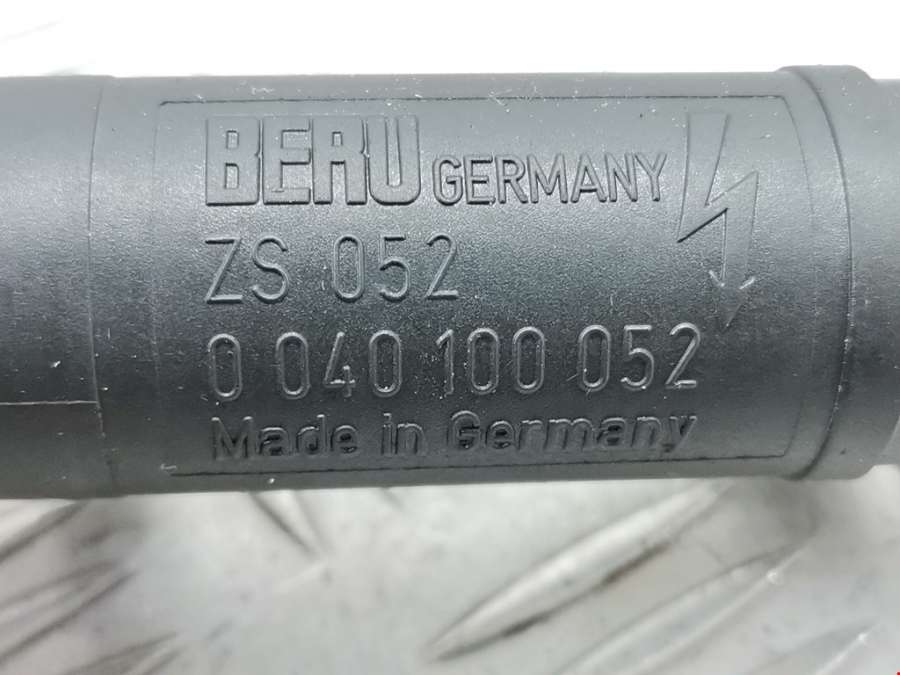 BERU GERMANY
ZS 052
0 040 100 052
Made in Germany